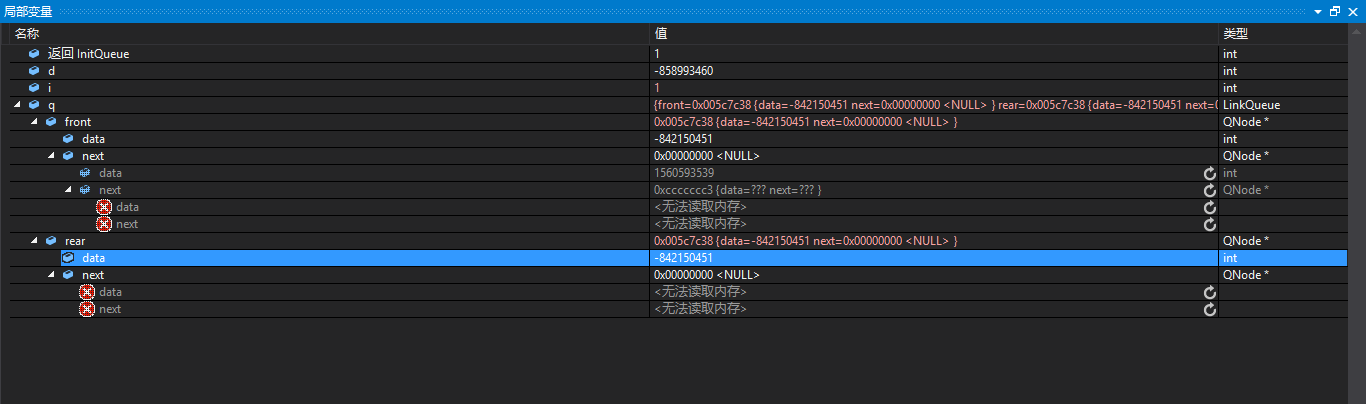 局部变量
名称 值 类型
返回 InitQueue 1 int
d -858993460 int
i 1 int
q {front=0x005c7c38 {data=-842150451 next=0x00000000 <NULL> } rear=0x005c7c38 {data=-842150451 next=0 LinkQueue
front 0x005c7c38 {data=-842150451 next=0x00000000 <NULL> } QNode *
data -842150451 int
next 0x00000000 <NULL> QNode *
data 1560593539 int
next 0xccccccc3 {data=??? next=??? } QNode *
data <无法读取内存>
next <无法读取内存>
rear 0x005c7c38 {data=-842150451 next=0x00000000 <NULL> } QNode *
data -842150451 int
next 0x00000000 <NULL> QNode *
data <无法读取内存>
next <无法读取内存>